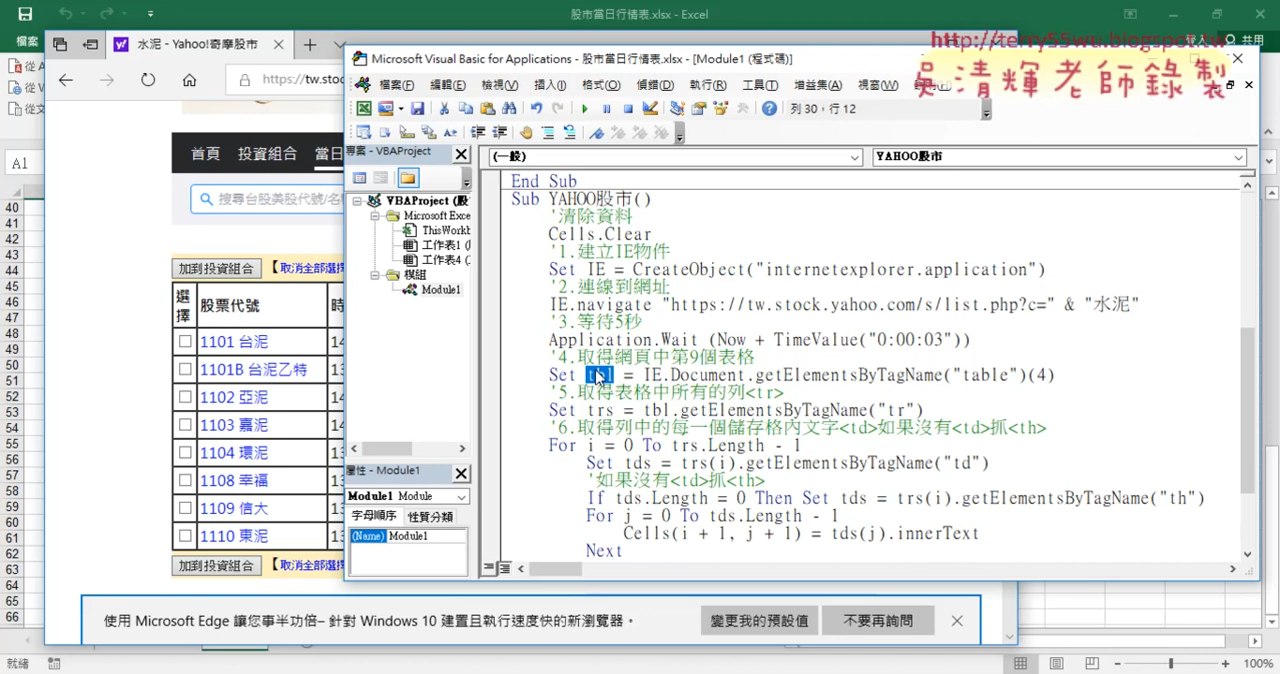 股市當日行情表.xlsx - Excel
http://terry55wu.blogspot.tw
吳清輝老師錄製
共用
檔案
水泥 - Yahoo!奇摩股市
https://tw.stoc
Microsoft Visual Basic for Applications - 股市當日行情表.xlsx - [Module1 (程式碼)]
檔案(F) 編輯(E) 檢視(V) 插入(I) 格式(O) 偵錯(D) 執行(R) 工具(T) 增益集(A) 視窗(W)
列 30, 行 12
專案 - VBAProject
(一般)
YAHOO股市
A1
首頁 投資組合 當日
搜尋台股美股代號/名
VBAProject (股
Microsoft Exce
ThisWorkb
工作表1 (
工作表4 (
模組
Module1
屬性 - Module1
Module1 Module
字母順序 性質分類
(Name) Module1
End Sub
Sub YAHOO股市()
'清除資料
Cells.Clear
'1.建立IE物件
Set IE = CreateObject("internetexplorer.application")
'2.連線到網址
IE.navigate "https://tw.stock.yahoo.com/s/list.php?c=" & "水泥"
'3.等待5秒
Application.Wait (Now + TimeValue("0:00:03"))
'4.取得網頁中第9個表格
Set tbl = IE.Document.getElementsByTagName("table")(4)
'5.取得表格中所有的列<tr>
Set trs = tbl.getElementsByTagName("tr")
'6.取得列中的每一個儲存格內文字<td>如果沒有<td>抓<th>
For i = 0 To trs.Length - 1
Set tds = trs(i).getElementsByTagName("td")
'如果沒有<td>抓<th>
If tds.Length = 0 Then Set tds = trs(i).getElementsByTagName("th")
For j = 0 To tds.Length - 1
Cells(i + 1, j + 1) = tds(j).innerText
Next
加到投資組合 【取消全部選擇
選擇 股票代號 時
1101 台泥
1101B 台泥乙特
1102 亞泥
1103 嘉泥
1104 環泥
1108 幸福
1109 信大
1110 東泥
加到投資組合 【取消全部選擇
40
41
42
43
44
45
46
47
48
49
50
51
52
53
54
55
56
57
58
59
60
61
62
63
64
65
66
使用 Microsoft Edge 讓您事半功倍– 針對 Windows 10 建置且執行速度快的新瀏覽器。
變更我的預設值
不要再詢問
就緒
100%